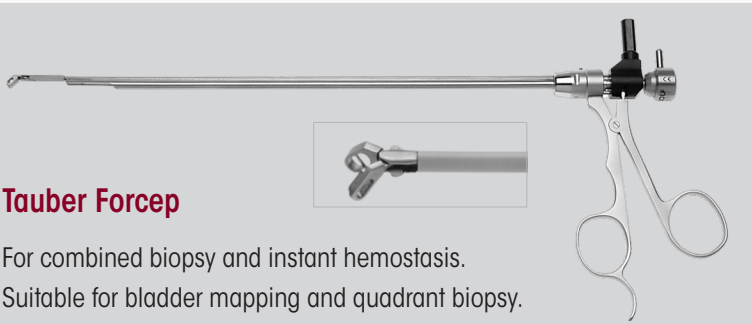 Tauber Forcep
For combined biopsy and instant hemostasis.
Suitable for bladder mapping and quadrant biopsy.